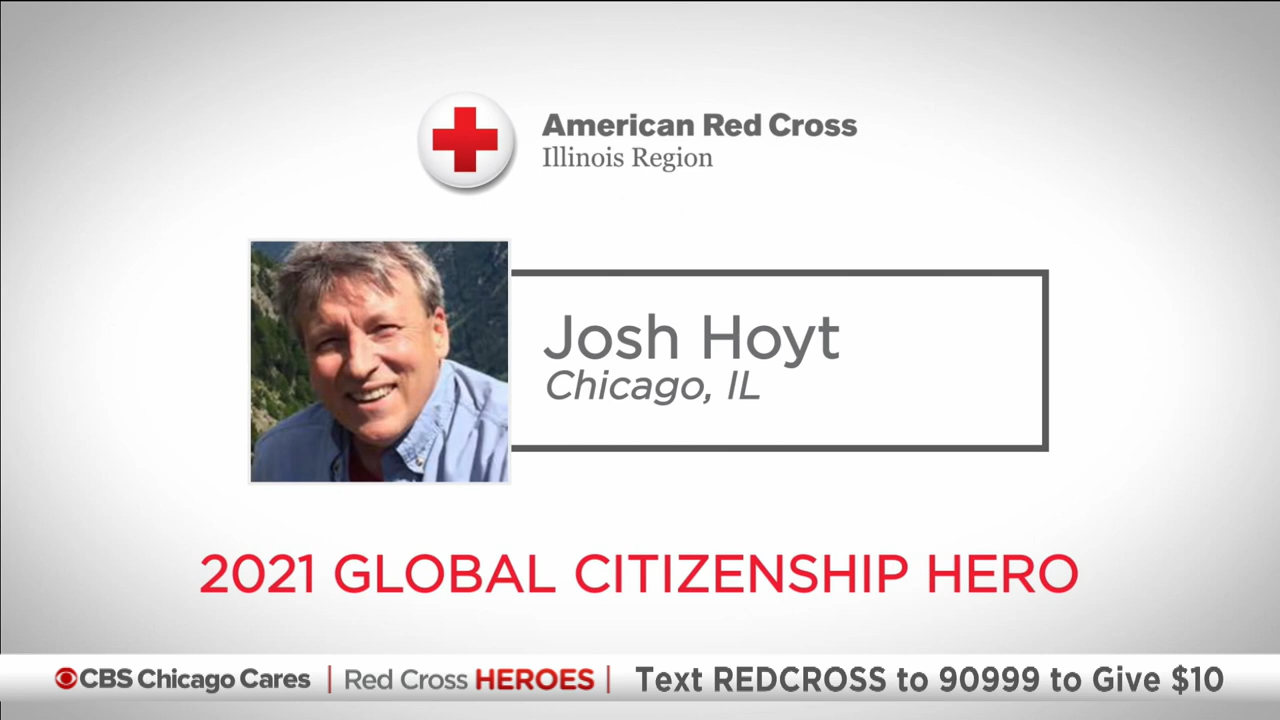 American Red Cross
Illinois Region
Josh Hoyt
Chicago, IL
2021 GLOBAL CITIZENSHIP HERO
CBS Chicago Cares | Red Cross HEROES | Text REDCROSS to 90999 to Give $10